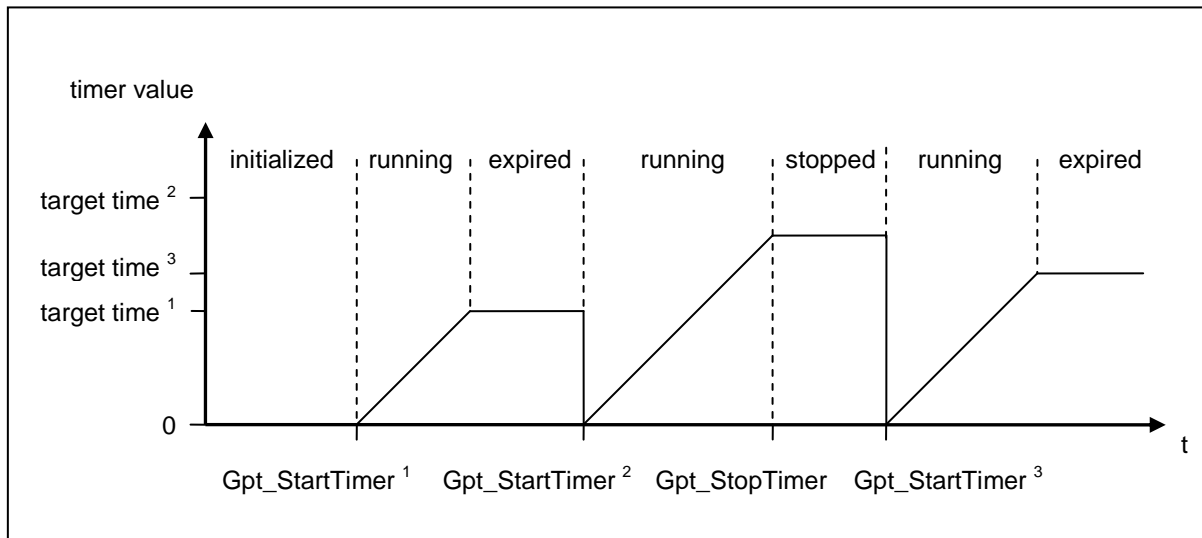 timer value
initialized running expired running stopped running expired
target time ²
target time ³
target time ¹
0
t
Gpt_StartTimer ¹ Gpt_StartTimer ² Gpt_StopTimer Gpt_StartTimer ³